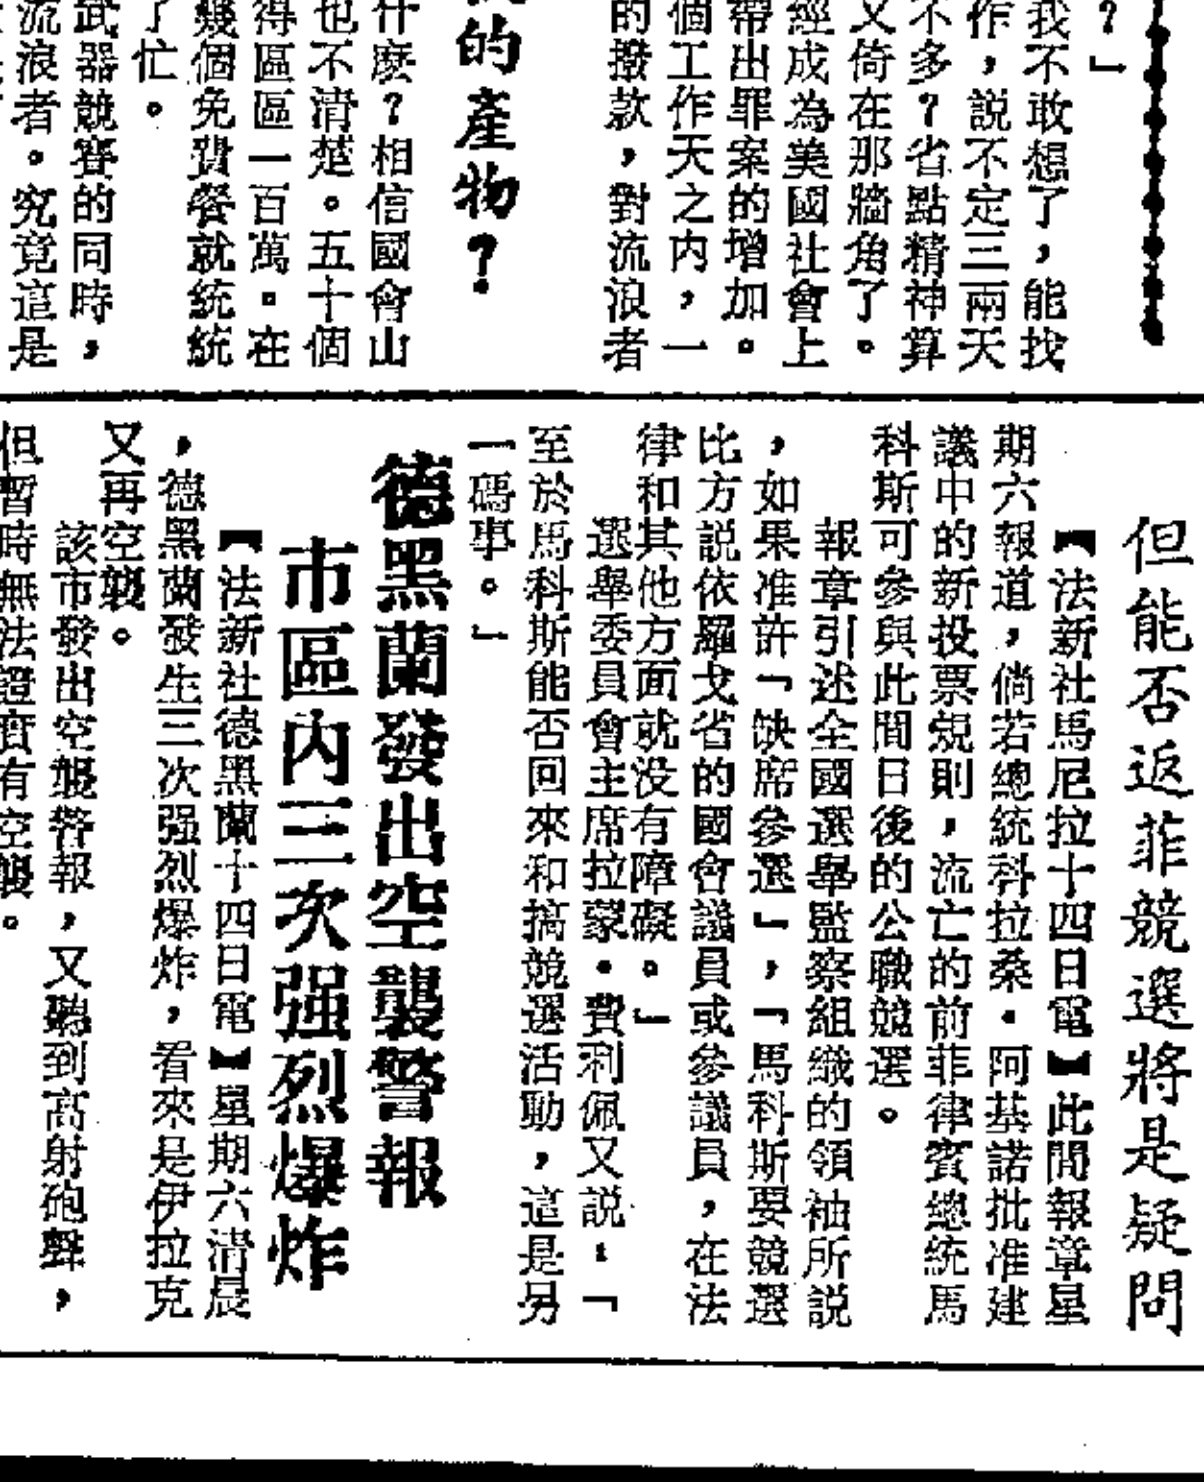 ？」
我不敢想了，能找
作，説不定三兩天
不多？省點精神算
又倚在那牆角了。
經成為美國社會上
帶出罪案的增加。
個工作天之内，一
的撥款，對流浪者
的產物？
什麽？相信國會山
也不清楚。五十個
得區區一百萬。在
幾個免費餐就統統
了忙。
武器競賽的同時，
流浪者。究竟這是
但能否返菲競選將是疑問
【法新社馬尼拉十四日電】此間報章星
期六報道，倘若總統科拉桑・阿基諾批准建
議中的新投票規則，流亡的前菲律賓總統馬
科斯可參與此間日後的公職競選。
報章引述全國選舉監察組織的領袖所説
，如果准許「缺席參選」，「馬科斯要競選
比方説依羅戈省的國會議員或參議員，在法
律和其他方面就没有障礙。」
選舉委員會主席拉蒙・費利佩又説：「
至於馬科斯能否回來和搞競選活動，這是另
一碼事。」
德黑蘭發出空襲警報
市區内三次强烈爆炸
【法新社德黑蘭十四日電】星期六清晨
，德黑蘭發生三次强烈爆炸，看來是伊拉克
又再空襲。
該市發出空襲警報，又聽到高射砲聲，
但暫時無法證實有空襲。